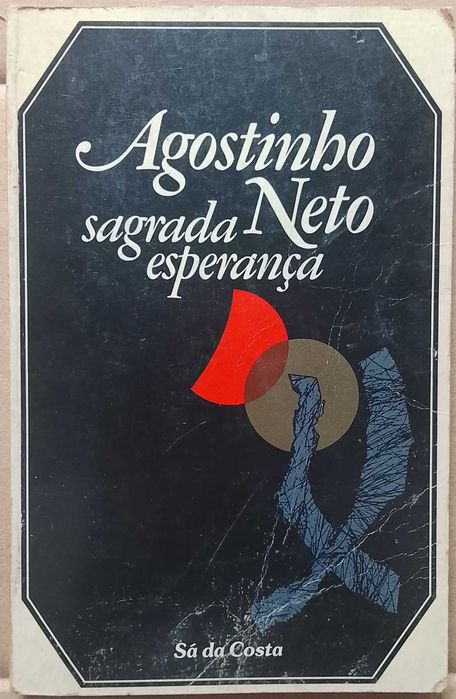 Agostinho
Neto
sagrada
esperança
Sá da Costa